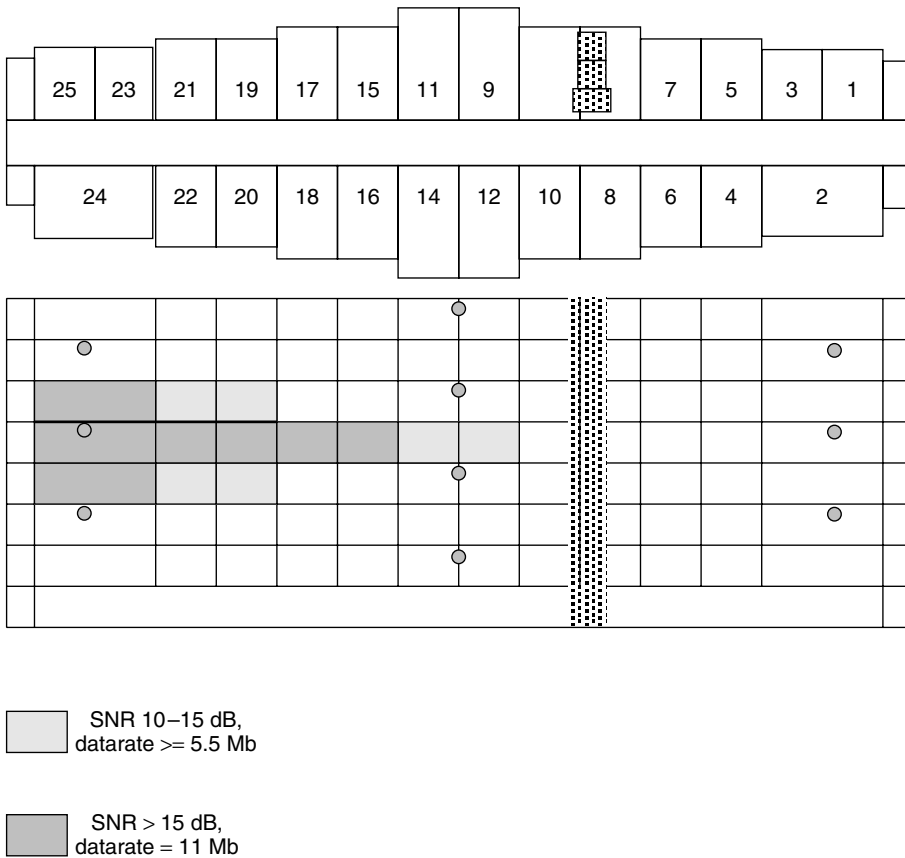 25 23 21 19 17 15 11 9 7 5 3 1
24 22 20 18 16 14 12 10 8 6 4 2
SNR 10–15 dB,
datarate >= 5.5 Mb
SNR > 15 dB,
datarate = 11 Mb